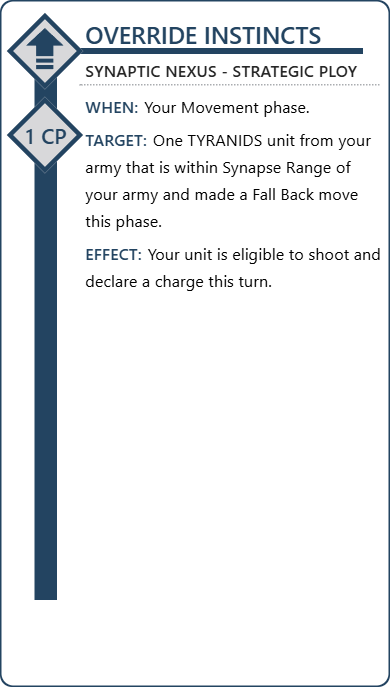 OVERRIDE INSTINCTS
SYNAPTIC NEXUS - STRATEGIC PLOY
1 CP
WHEN: Your Movement phase.
TARGET: One TYRANIDS unit from your
army that is within Synapse Range of
your army and made a Fall Back move
this phase.
EFFECT: Your unit is eligible to shoot and
declare a charge this turn.